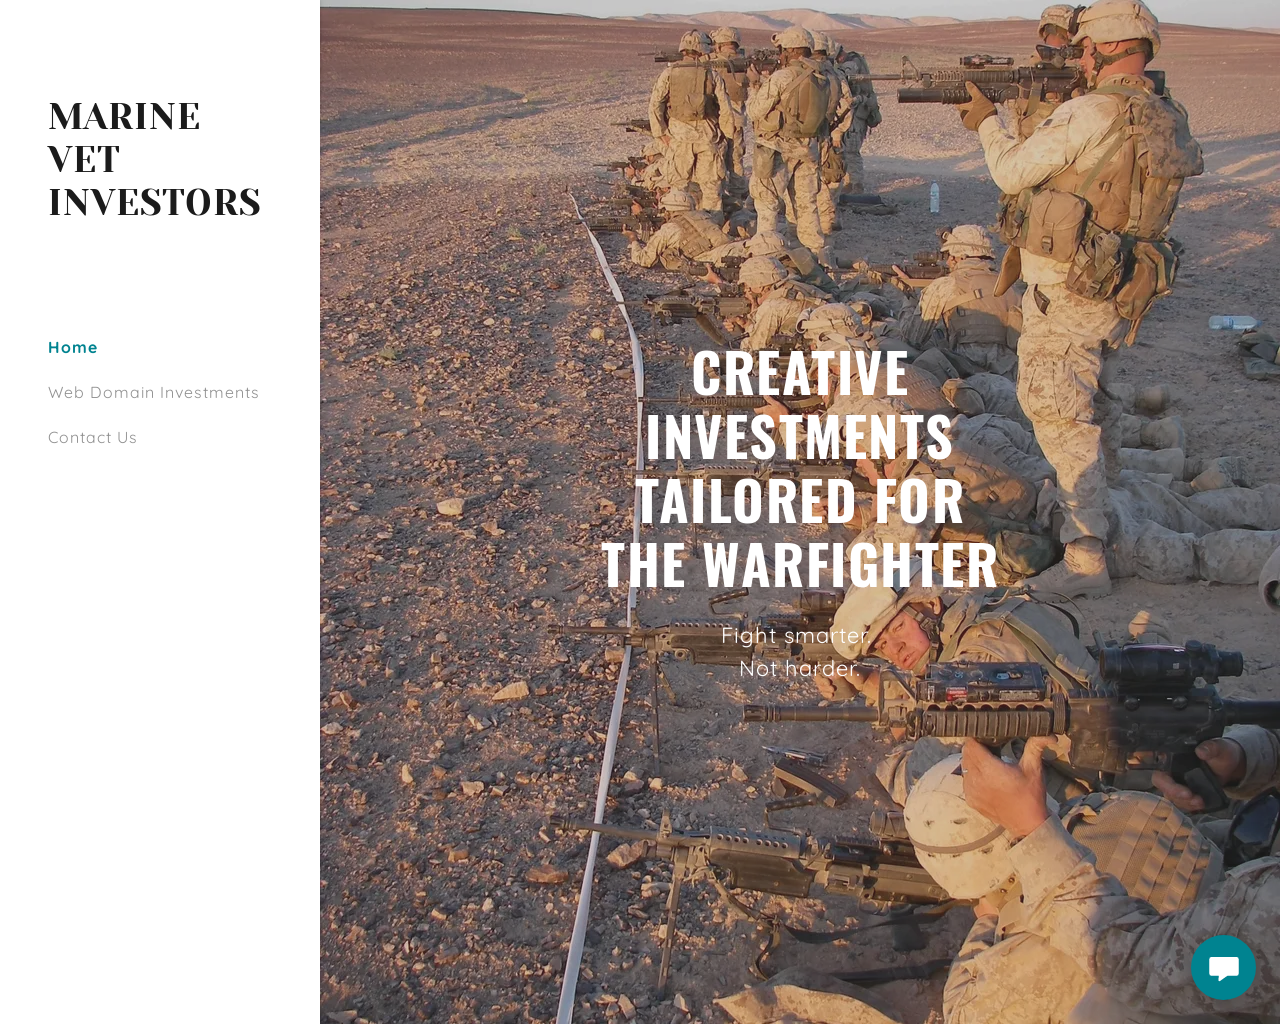 MARINE
VET
INVESTORS
Home
Web Domain Investments
Contact Us
CREATIVE
INVESTMENTS
TAILORED FOR
THE WARFIGHTER
Fight smarter.
Not harder.